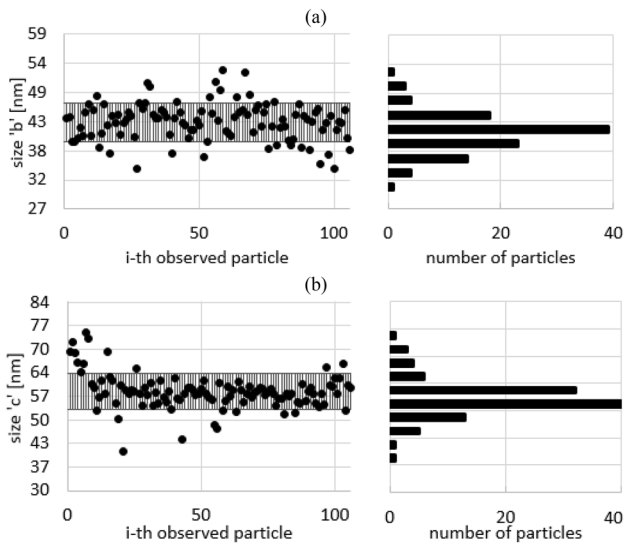 (a)
59
54
49
43
38
32
27
size 'b' [nm]
0 50 100
i-th observed particle
0 20 40
number of particles
(b)
84
77
70
64
57
50
43
37
30
size 'c' [nm]
0 50 100
i-th observed particle
0 20 40
number of particles